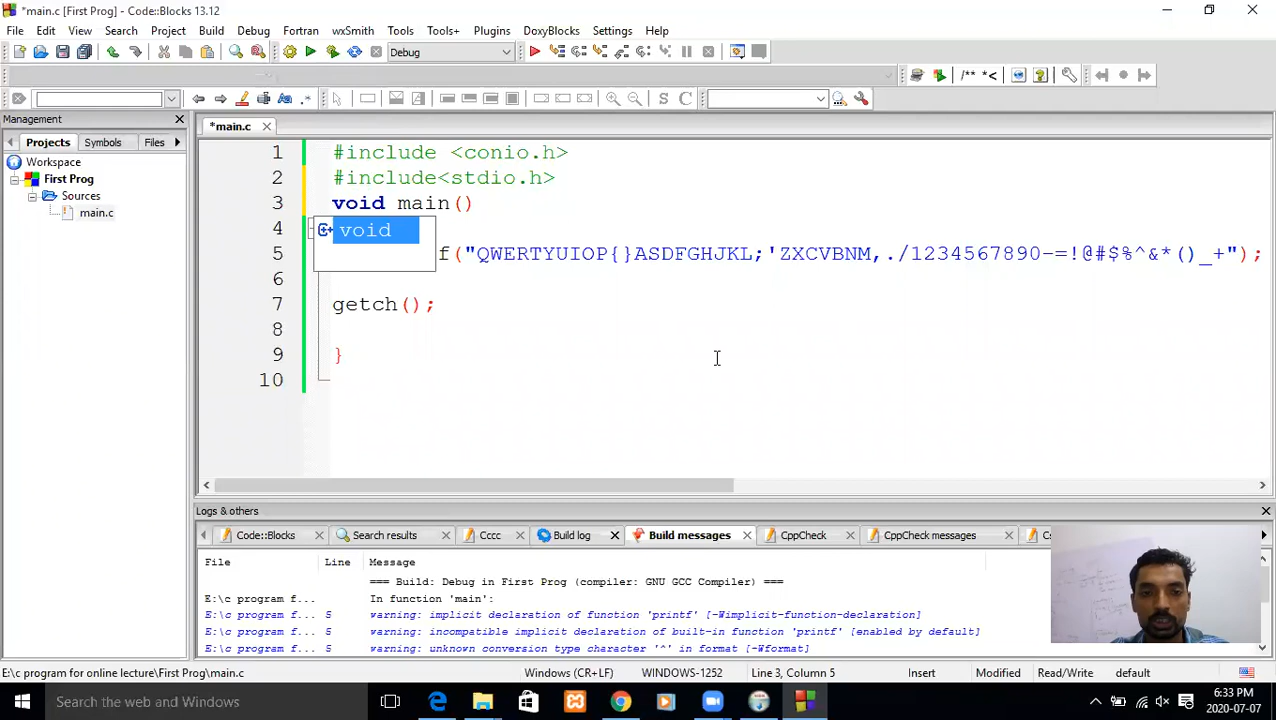 *main.c [First Prog] - Code::Blocks 13.12
File Edit View Search Project Build Debug Fortran wxSmith Tools Tools+ Plugins DoxyBlocks Settings Help
Debug
/** *<
S C
Management
*main.c
Projects Symbols Files
Workspace
First Prog
Sources
main.c
1 #include <conio.h>
2 #include<stdio.h>
3 void main()
4 void
5 f("QWERTYUIOP{}ASDFGHJKL;'ZXCVBNM,./1234567890-=!@#$%^&*()_+");
6
7 getch();
8
9 }
10
Logs & others
Code::Blocks Search results Cccc Build log Build messages CppCheck CppCheck messages
File Line Message
=== Build: Debug in First Prog (compiler: GNU GCC Compiler) ===
E:\c program f... In function 'main':
E:\c program f... 5 warning: implicit declaration of function 'printf' [-Wimplicit-function-declaration]
E:\c program f... 5 warning: incompatible implicit declaration of built-in function 'printf' [enabled by default]
E:\c program f... 5 warning: unknown conversion type character '^' in format [-Wformat]
E:\c program for online lecture\First Prog\main.c Windows (CR+LF) WINDOWS-1252 Line 3, Column 5 Insert Modified Read/Write default
Search the web and Windows
6:33 PM
2020-07-07